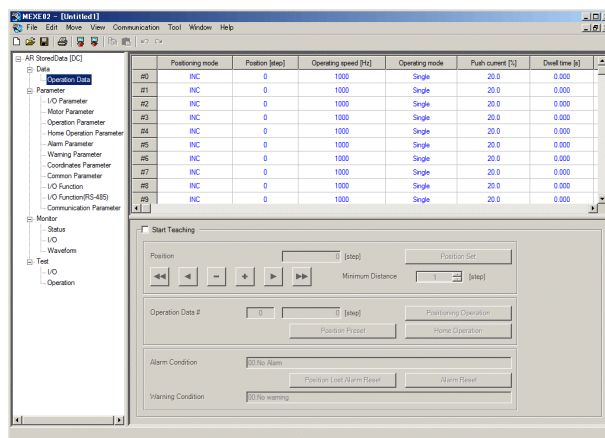 MEXE02 - [Untitled1]
File Edit Move View Communication Tool Window Help
AR StoredData [DC]
Data
Operation Data
Parameter
I/O Parameter
Motor Parameter
Operation Parameter
Home Operation Parameter
Alarm Parameter
Warning Parameter
Coordinates Parameter
Common Parameter
I/O Function
I/O Function(RS-485)
Communication Parameter
Monitor
Status
I/O
Waveform
Test
I/O
Operation
Positioning mode Position [step] Operating speed [Hz] Operating mode Push current [%] Dwell time [s]
#0 INC 0 1000 Single 20.0 0.000
#1 INC 0 1000 Single 20.0 0.000
#2 INC 0 1000 Single 20.0 0.000
#3 INC 0 1000 Single 20.0 0.000
#4 INC 0 1000 Single 20.0 0.000
#5 INC 0 1000 Single 20.0 0.000
#6 INC 0 1000 Single 20.0 0.000
#7 INC 0 1000 Single 20.0 0.000
#8 INC 0 1000 Single 20.0 0.000
#9 INC 0 1000 Single 20.0 0.000
Start Teaching
Position 0 [step] Position Set
Minimum Distance 1 [step]
Operation Data # 0 0 [step] Positioning Operation
Position Preset Home Operation
Alarm Condition 00:No Alarm
Position Lost Alarm Reset Alarm Reset
Warning Condition 00:No warning